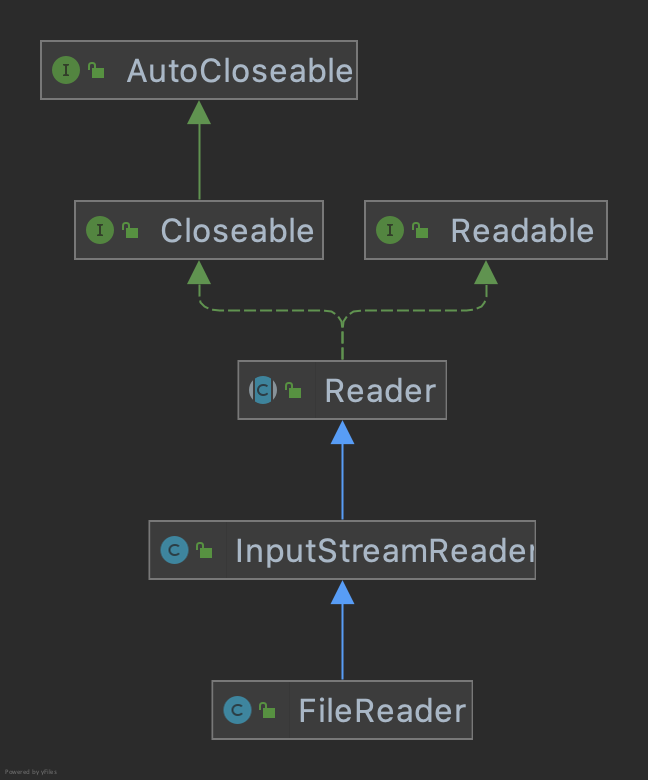 I AutoCloseable
I Closeable
I Readable
C Reader
C InputStreamReader
C FileReader
Powered by yFiles